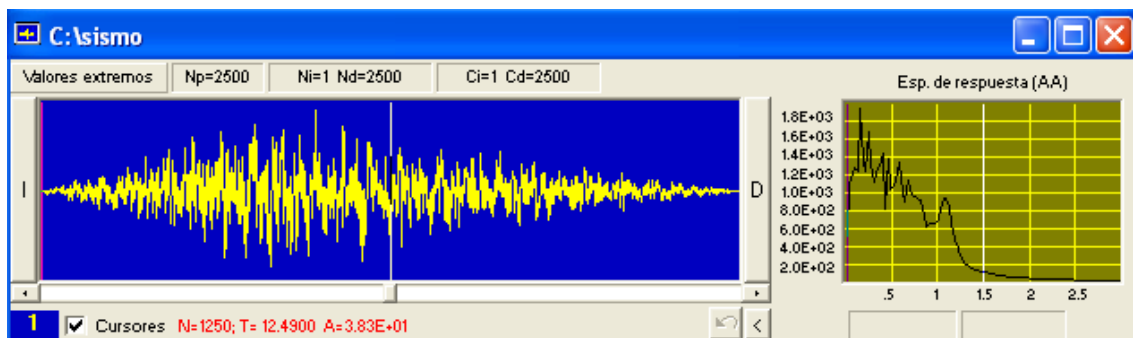 C:\sismo
Valores extremos Np=2500 Ni=1 Nd=2500 Ci=1 Cd=2500
Esp. de respuesta (AA)
I
D
1.8E+03
1.6E+03
1.4E+03
1.2E+03
1.0E+03
8.0E+02
6.0E+02
4.0E+02
2.0E+02
.5 1 1.5 2 2.5
1 Cursores N=1250; T= 12.4900 A=3.83E+01 <